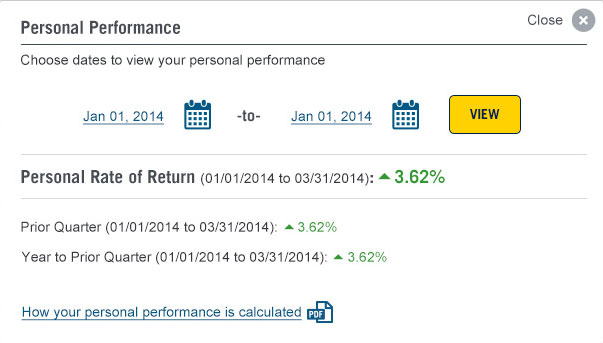 Close
Personal Performance
Choose dates to view your personal performance
Jan 01, 2014 -to- Jan 01, 2014 VIEW
Personal Rate of Return (01/01/2014 to 03/31/2014): 3.62%
Prior Quarter (01/01/2014 to 03/31/2014): 3.62%
Year to Prior Quarter (01/01/2014 to 03/31/2014): 3.62%
How your personal performance is calculated PDF